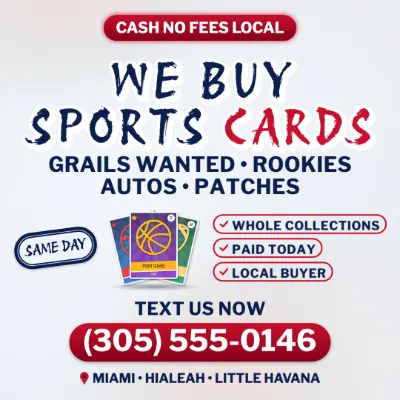 CASH NO FEES LOCAL
WE BUY
SPORTS CARDS
GRAILS WANTED • ROOKIES
AUTOS • PATCHES
SAME DAY
WHOLE COLLECTIONS
PAID TODAY
LOCAL BUYER
TEXT US NOW
(305) 555-0146
MIAMI • HIALEAH • LITTLE HAVANA